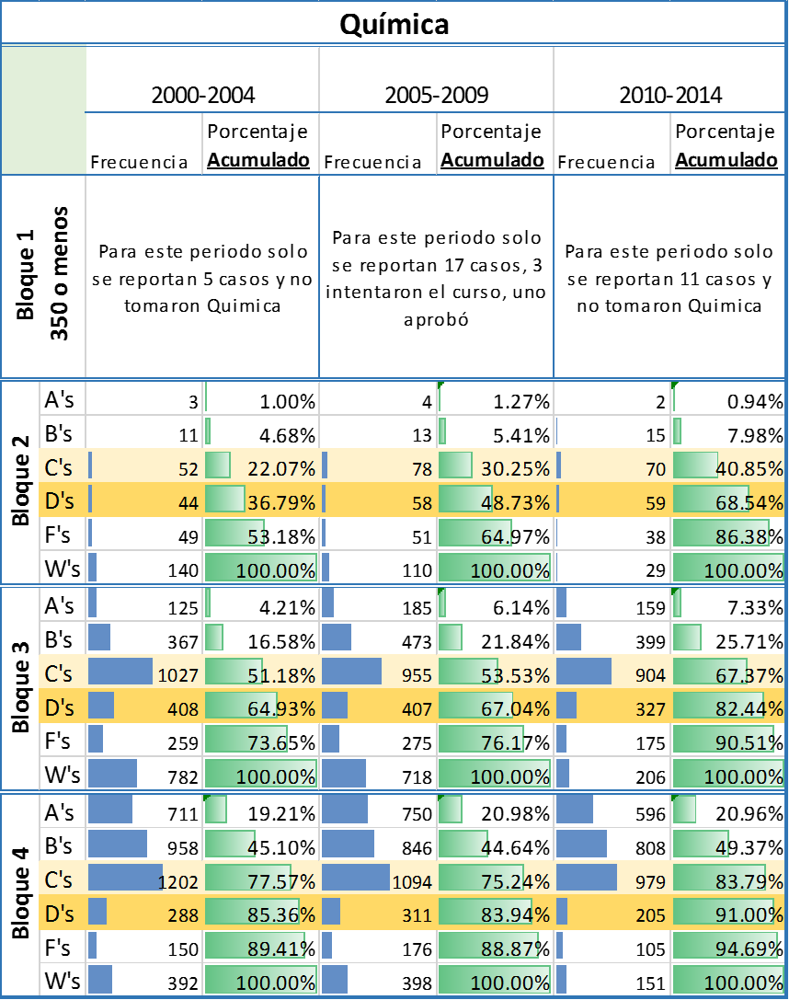 Química
2000-2004 2005-2009 2010-2014
Frecuencia Porcentaje Acumulado Frecuencia Porcentaje Acumulado Frecuencia Porcentaje Acumulado
Bloque 1
350 o menos
Para este periodo solo
se reportan 5 casos y no
tomaron Quimica
Para este periodo solo
se reportan 17 casos, 3
intentaron el curso, uno
aprobó
Para este periodo solo
se reportan 11 casos y
no tomaron Quimica
Bloque 2
A's 3 1.00% 4 1.27% 2 0.94%
B's 11 4.68% 13 5.41% 15 7.98%
C's 52 22.07% 78 30.25% 70 40.85%
D's 44 36.79% 58 48.73% 59 68.54%
F's 49 53.18% 51 64.97% 38 86.38%
W's 140 100.00% 110 100.00% 29 100.00%
Bloque 3
A's 125 4.21% 185 6.14% 159 7.33%
B's 367 16.58% 473 21.84% 399 25.71%
C's 1027 51.18% 955 53.53% 904 67.37%
D's 408 64.93% 407 67.04% 327 82.44%
F's 259 73.65% 275 76.17% 175 90.51%
W's 782 100.00% 718 100.00% 206 100.00%
Bloque 4
A's 711 19.21% 750 20.98% 596 20.96%
B's 958 45.10% 846 44.64% 808 49.37%
C's 1202 77.57% 1094 75.24% 979 83.79%
D's 288 85.36% 311 83.94% 205 91.00%
F's 150 89.41% 176 88.87% 105 94.69%
W's 392 100.00% 398 100.00% 151 100.00%